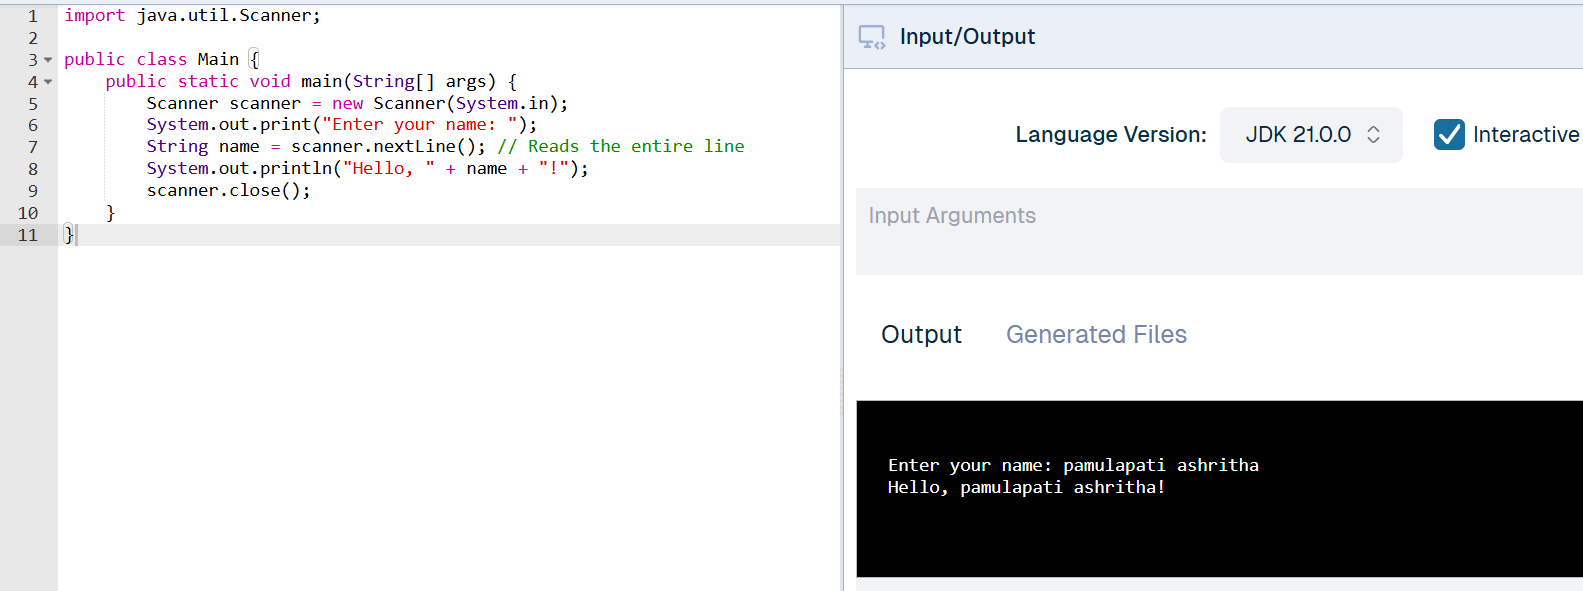 1 import java.util.Scanner;
2
3 public class Main {
4     public static void main(String[] args) {
5         Scanner scanner = new Scanner(System.in);
6         System.out.print("Enter your name: ");
7         String name = scanner.nextLine(); // Reads the entire line
8         System.out.println("Hello, " + name + "!");
9         scanner.close();
10     }
11 }
Input/Output
Language Version: JDK 21.0.0 Interactive
Input Arguments
Output Generated Files
Enter your name: pamulapati ashritha
Hello, pamulapati ashritha!